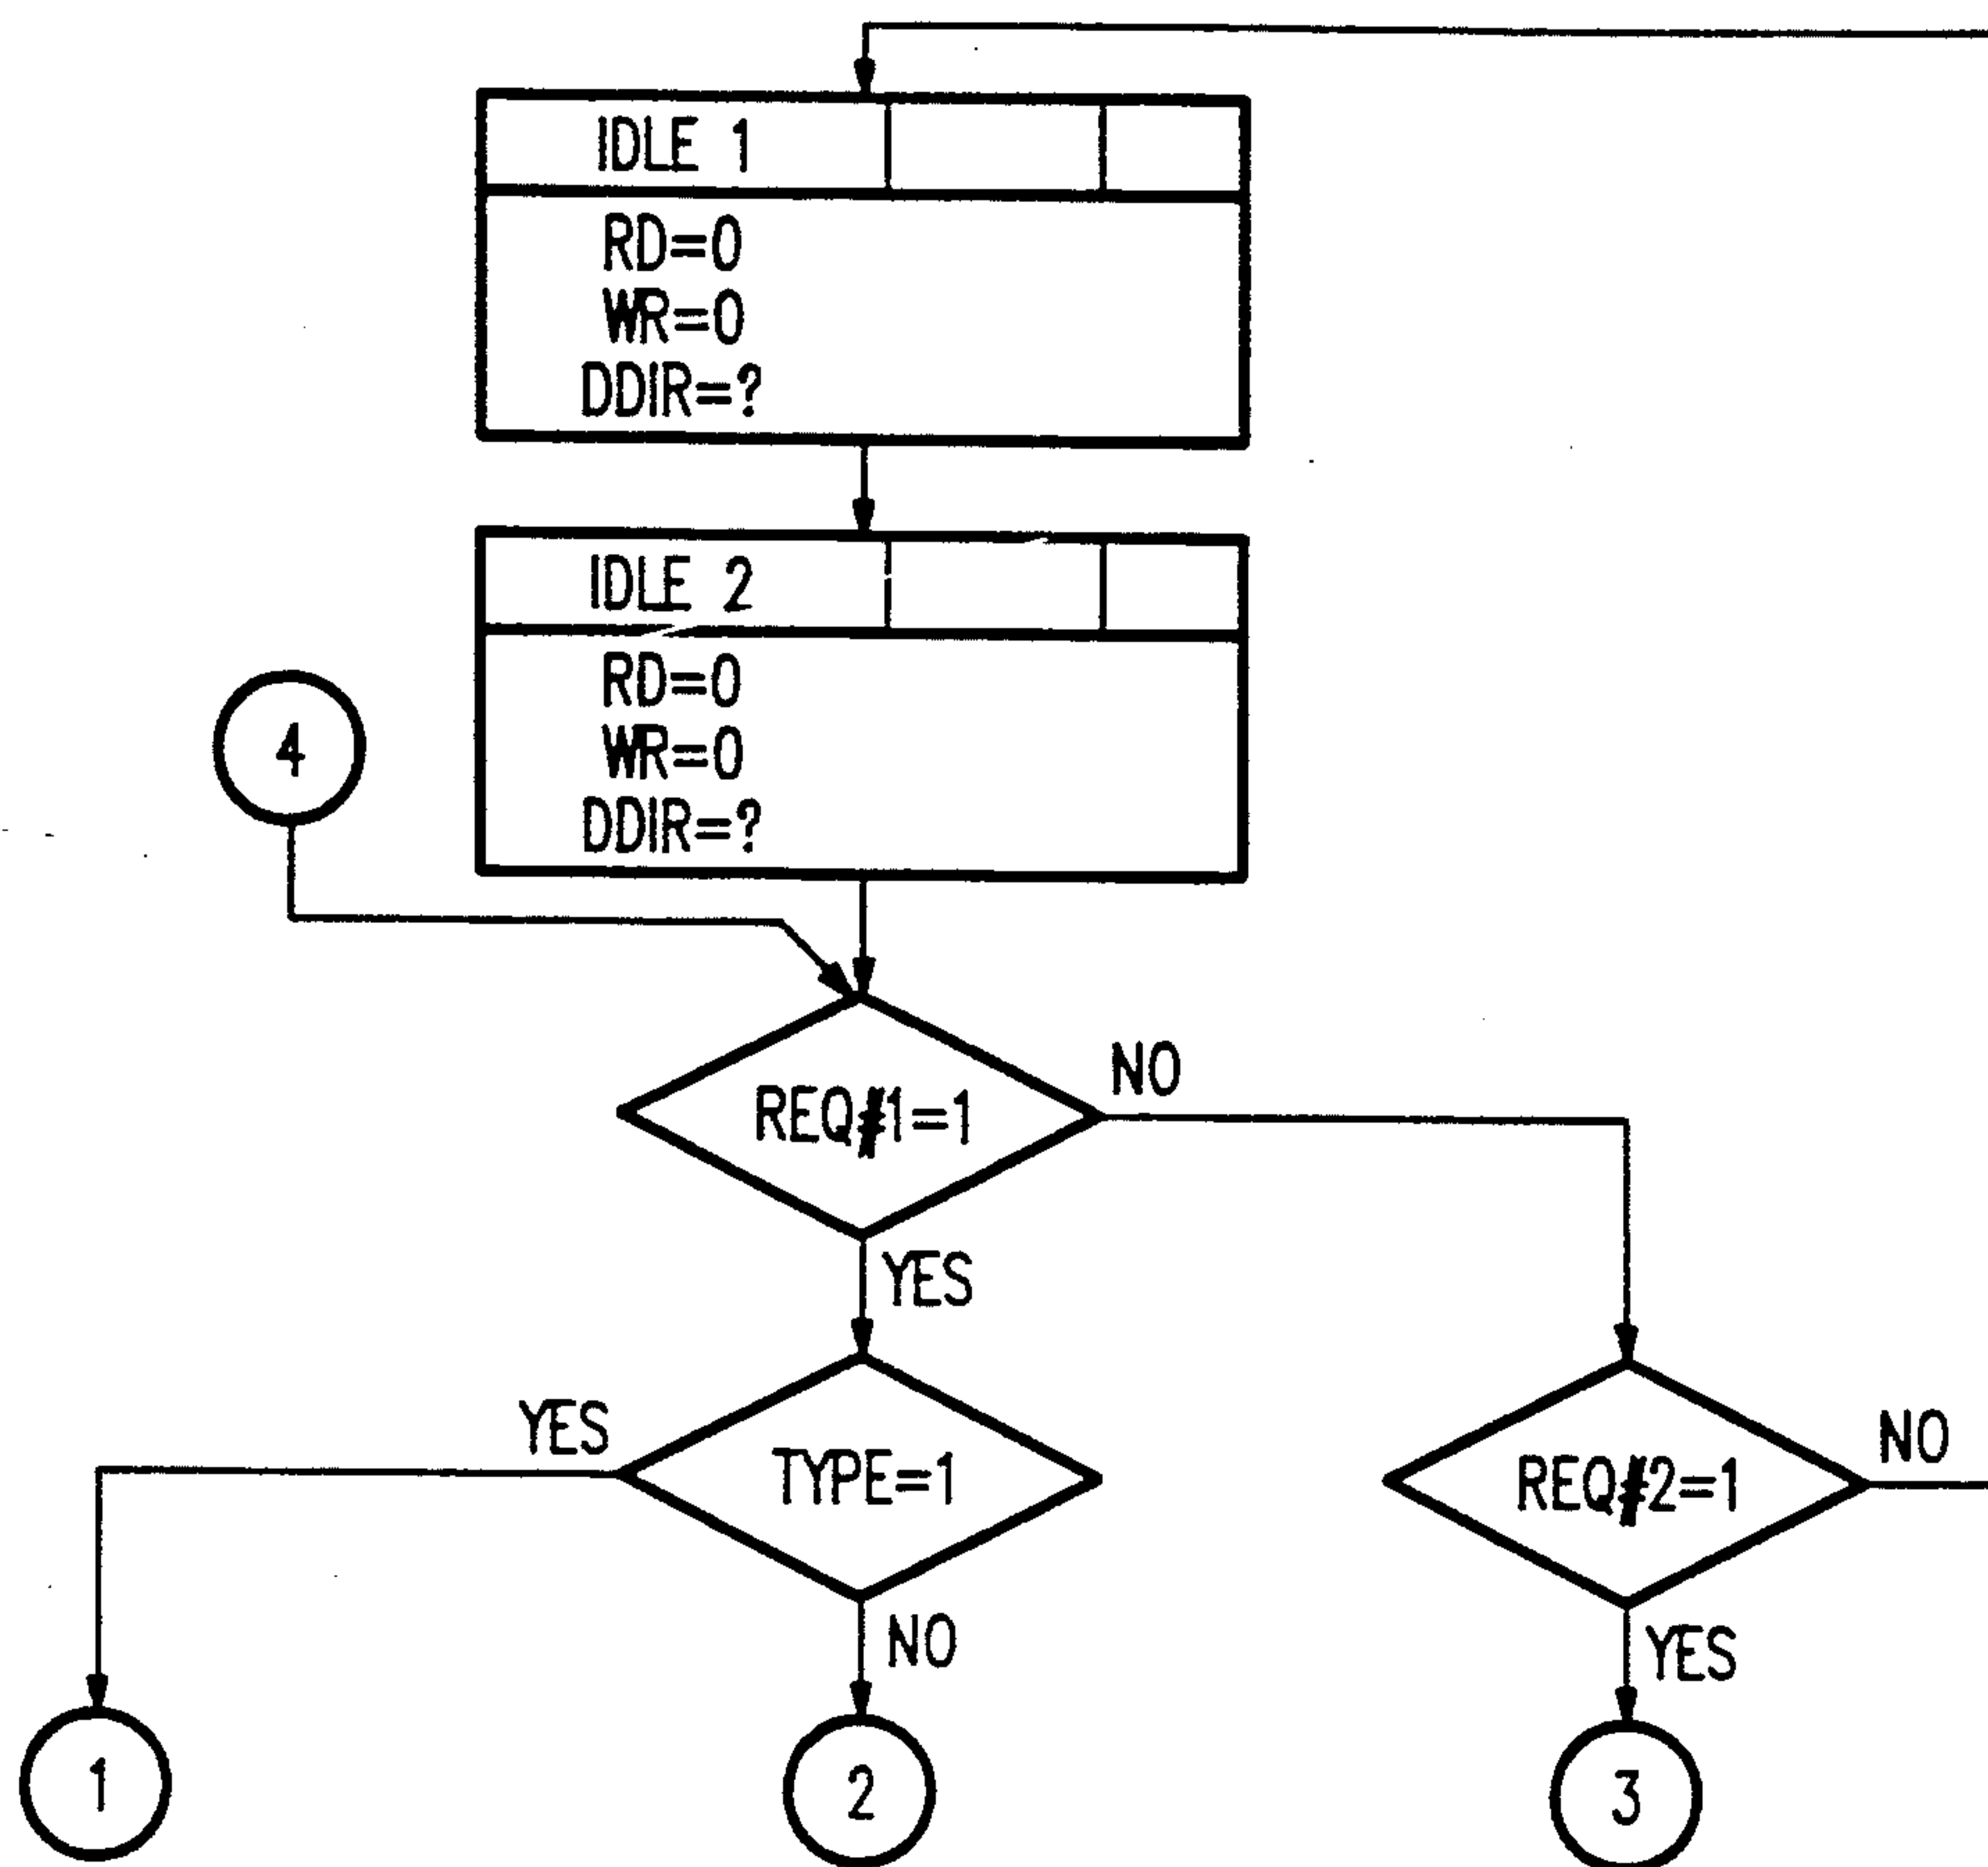 IDLE 1
RD=0
WR=0
DDIR=?
IDLE 2
RD=0
WR=0
DDIR=?
4
REQ#1=1
NO
YES
YES
TYPE=1
NO
REQ#2=1
NO
YES
1
2
3